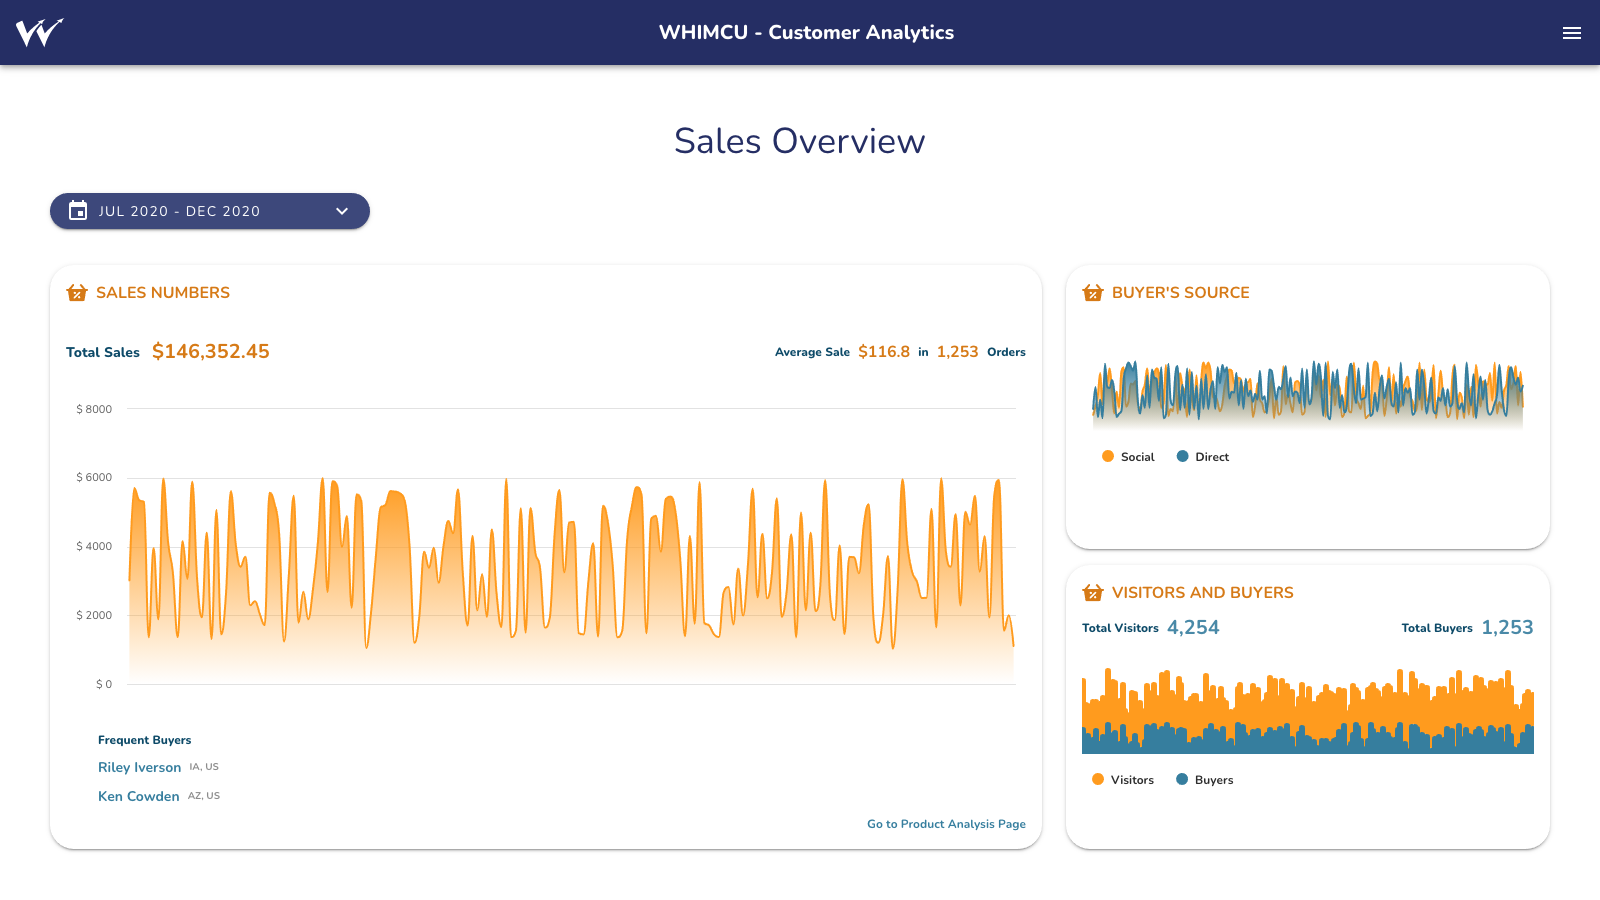 WHIMCU - Customer Analytics
Sales Overview
JUL 2020 - DEC 2020
SALES NUMBERS
Total Sales $146,352.45
Average Sale $116.8 in 1,253 Orders
$ 8000
$ 6000
$ 4000
$ 2000
$ 0
Frequent Buyers
Riley Iverson IA, US
Ken Cowden AZ, US
Go to Product Analysis Page
BUYER'S SOURCE
Social Direct
VISITORS AND BUYERS
Total Visitors 4,254 Total Buyers 1,253
Visitors Buyers